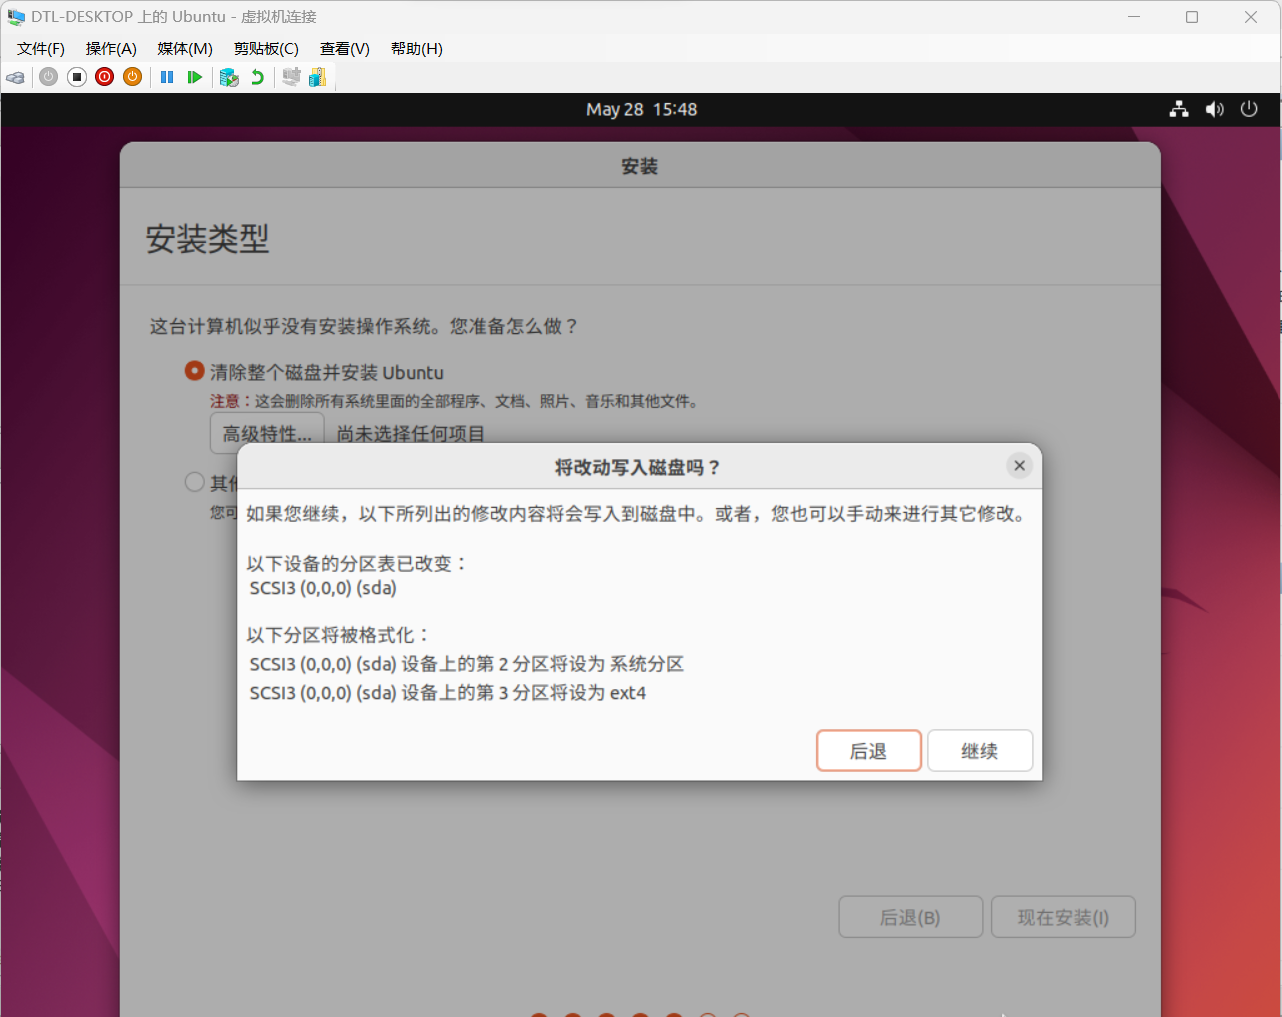 DTL-DESKTOP 上的 Ubuntu - 虚拟机连接
文件(F) 操作(A) 媒体(M) 剪贴板(C) 查看(V) 帮助(H)
May 28 15:48
安装
安装类型
这台计算机似乎没有安装操作系统。您准备怎么做？
清除整个磁盘并安装 Ubuntu
注意：这会删除所有系统里面的全部程序、文档、照片、音乐和其他文件。
高级特性... 尚未选择任何项目
其他
您可
将改动写入磁盘吗？
如果您继续，以下所列出的修改内容将会写入到磁盘中。或者，您也可以手动来进行其它修改。
以下设备的分区表已改变：
SCSI3 (0,0,0) (sda)
以下分区将被格式化：
SCSI3 (0,0,0) (sda) 设备上的第 2 分区将设为 系统分区
SCSI3 (0,0,0) (sda) 设备上的第 3 分区将设为 ext4
后退 继续
后退(B) 现在安装(I)